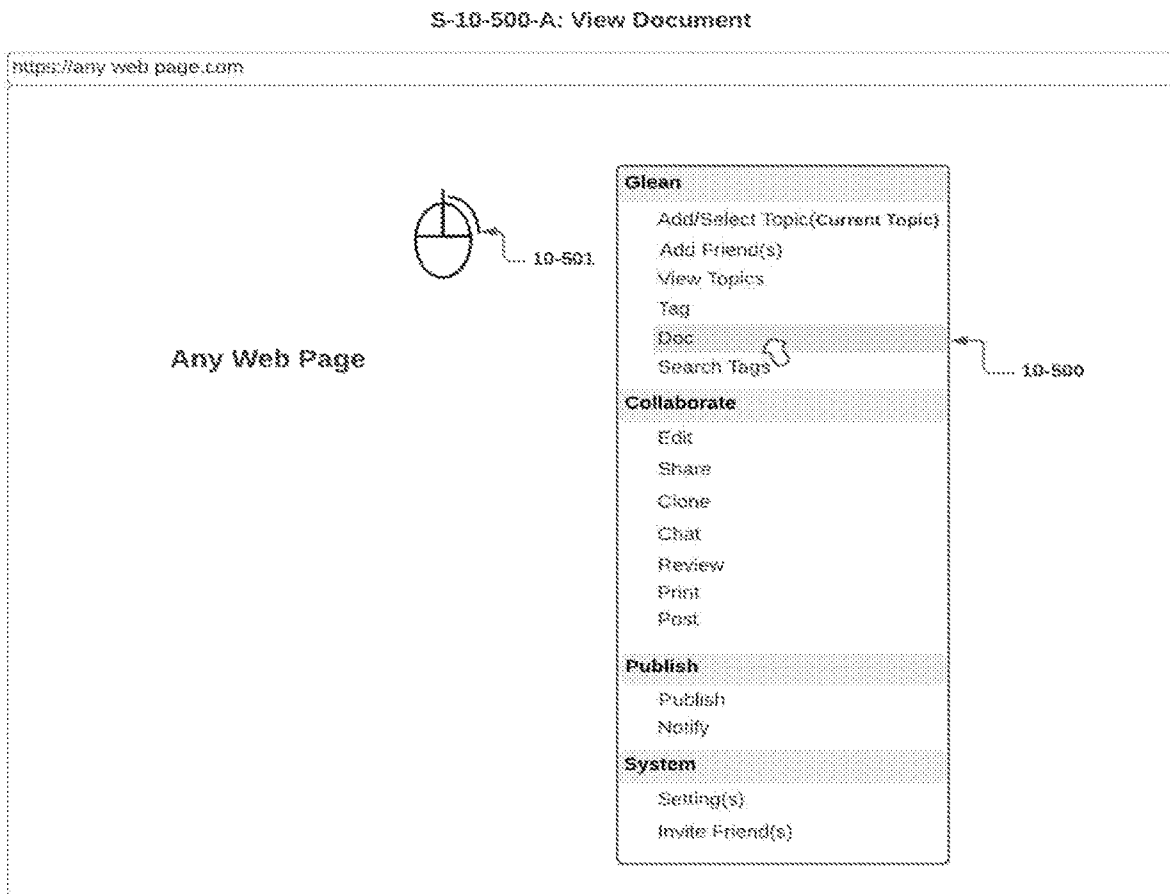 S-10-500-A: View Document
https://any web page.com
Glean
Add/Select Topic(Current Topic)
Add Friend(s)
10-501
View Topics
Tag
Doc
Any Web Page
Search Tags
10-500
Collaborate
Edit
Share
Clone
Chat
Review
Print
Post
Publish
Publish
Notify
System
Setting(s)
Invite Friend(s)